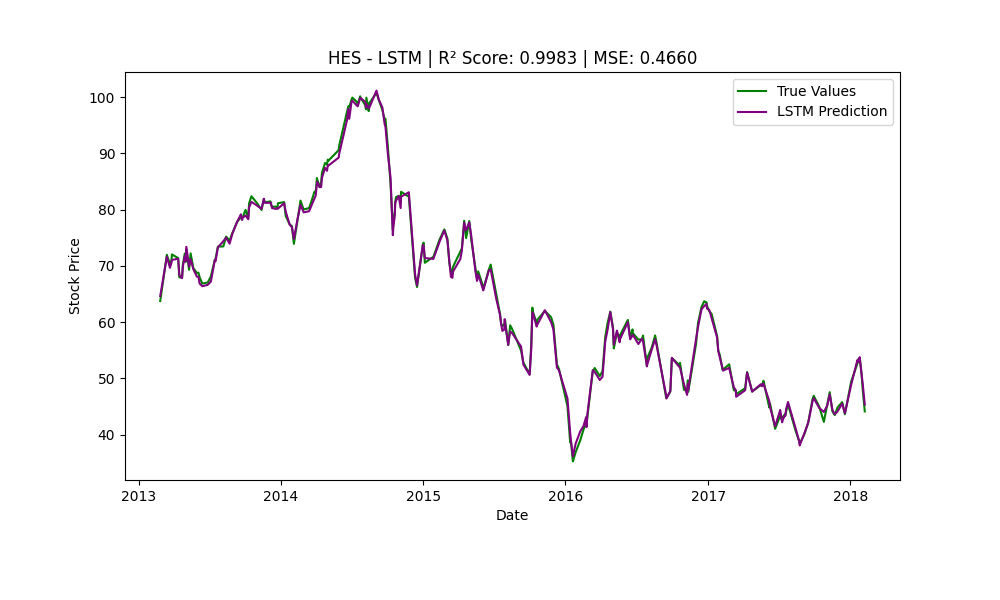 HES - LSTM | R² Score: 0.9983 | MSE: 0.4660
True Values
LSTM Prediction
Stock Price
100
90
80
70
60
50
40
2013
2014
2015
2016
2017
2018
Date